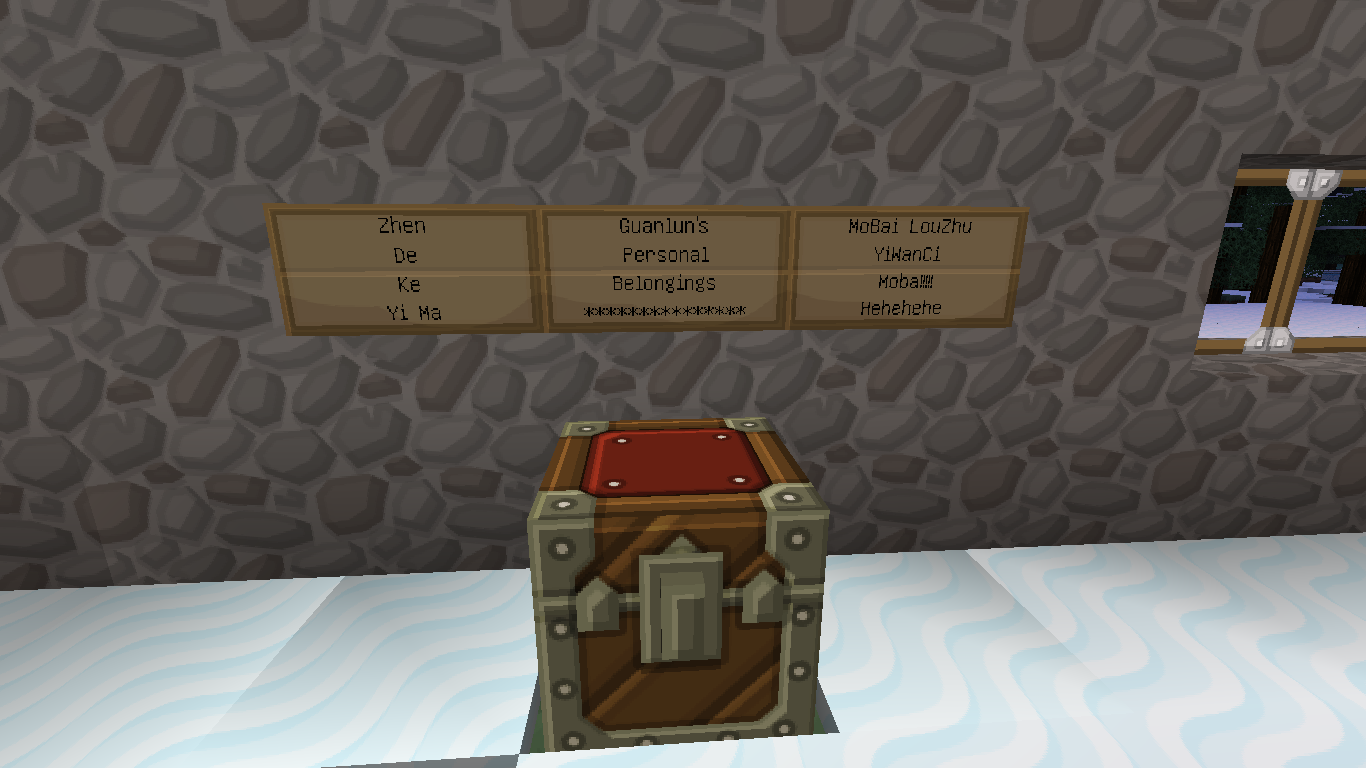 Zhen
De
Ke
Yi Ma
Guanlun's
Personal
Belongings
****************
MoBai LouZhu
YiWanCi
Moba!!!!!
Hehehehe